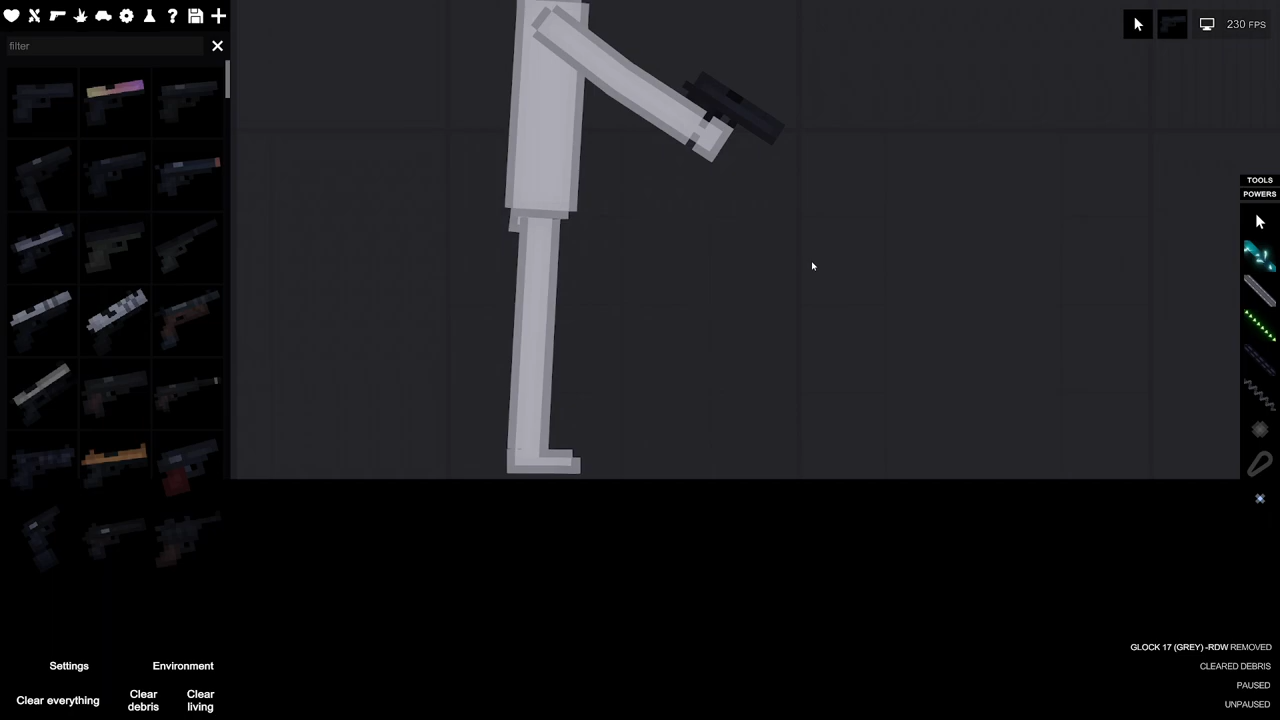 230 FPS
filter
TOOLS
POWERS
GLOCK 17 (GREY) -RDW REMOVED
CLEARED DEBRIS
PAUSED
UNPAUSED
Settings
Environment
Clear everything
Clear
debris
Clear
living